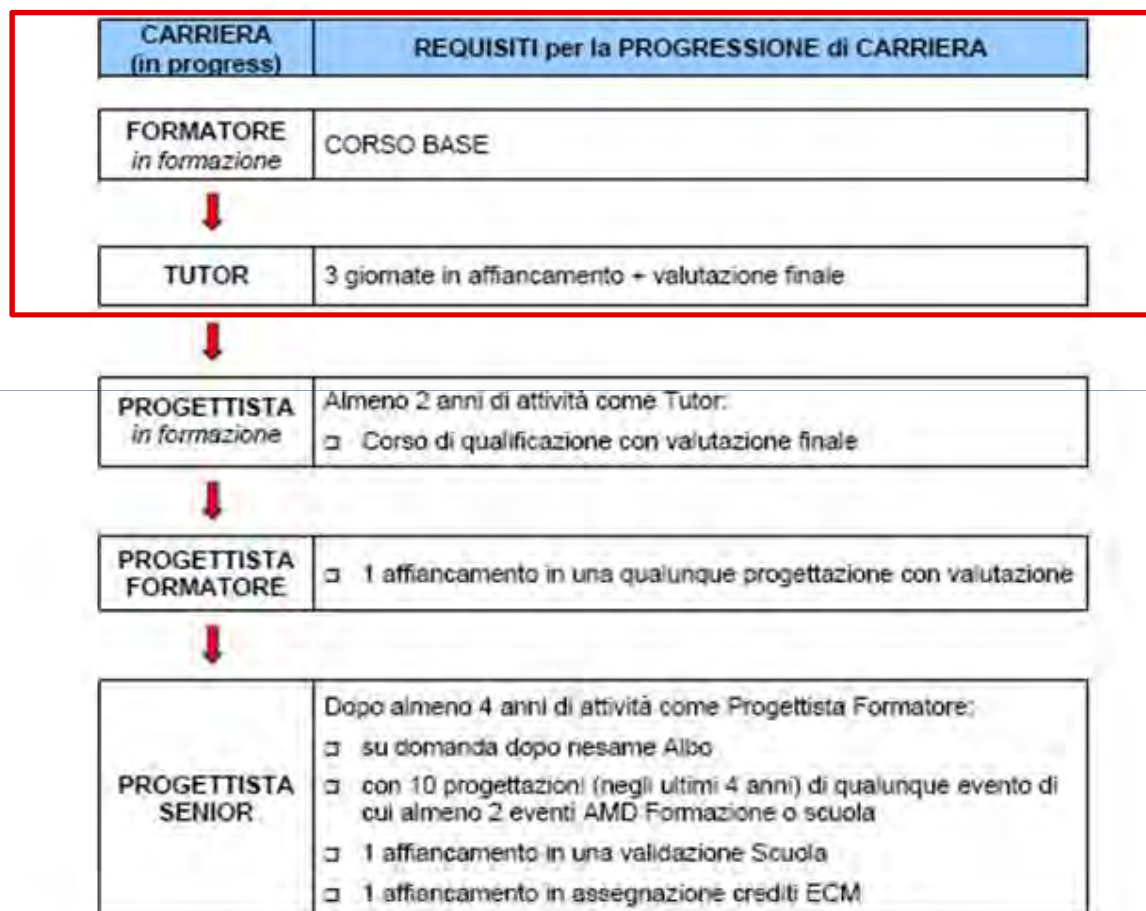 CARRIERA
(in progress)
REQUISITI per la PROGRESSIONE di CARRIERA
FORMATORE
in formazione
CORSO BASE
TUTOR
3 giornate in affiancamento + valutazione finale
PROGETTISTA
in formazione
Almeno 2 anni di attività come Tutor:
Corso di qualificazione con valutazione finale
PROGETTISTA
FORMATORE
1 affiancamento in una qualunque progettazione con valutazione
PROGETTISTA
SENIOR
Dopo almeno 4 anni di attività come Progettista Formatore:
su domanda dopo riesame Albo
con 10 progettazioni (negli ultimi 4 anni) di qualunque evento di
cui almeno 2 eventi AMD Formazione o scuola
1 affiancamento in una validazione Scuola
1 affiancamento in assegnazione crediti ECM